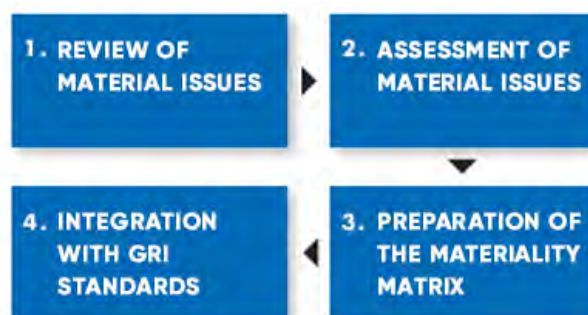 1. REVIEW OF
MATERIAL ISSUES
2. ASSESSMENT OF
MATERIAL ISSUES
3. PREPARATION OF
THE MATERIALITY
MATRIX
4. INTEGRATION
WITH GRI
STANDARDS